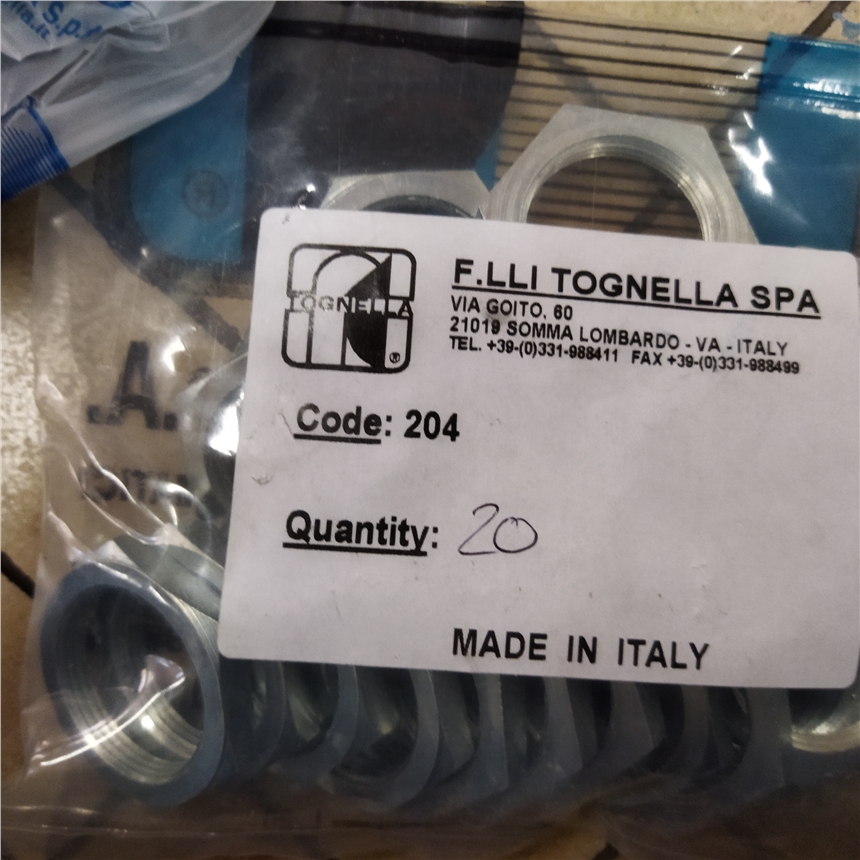 S.p.A
TOGNELLA
®
F.LLI TOGNELLA SPA
VIA GOITO, 60
21019 SOMMA LOMBARDO - VA - ITALY
TEL. +39-(0)331-988411 FAX +39-(0)331-988499
Code: 204
Quantity: 20
MADE IN ITALY